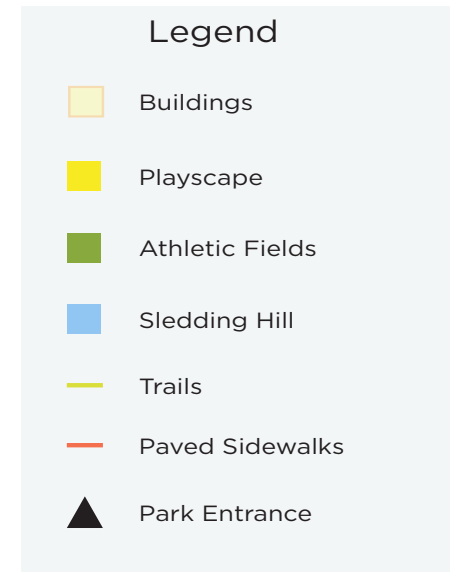 Legend
Buildings
Playscape
Athletic Fields
Sledding Hill
Trails
Paved Sidewalks
Park Entrance